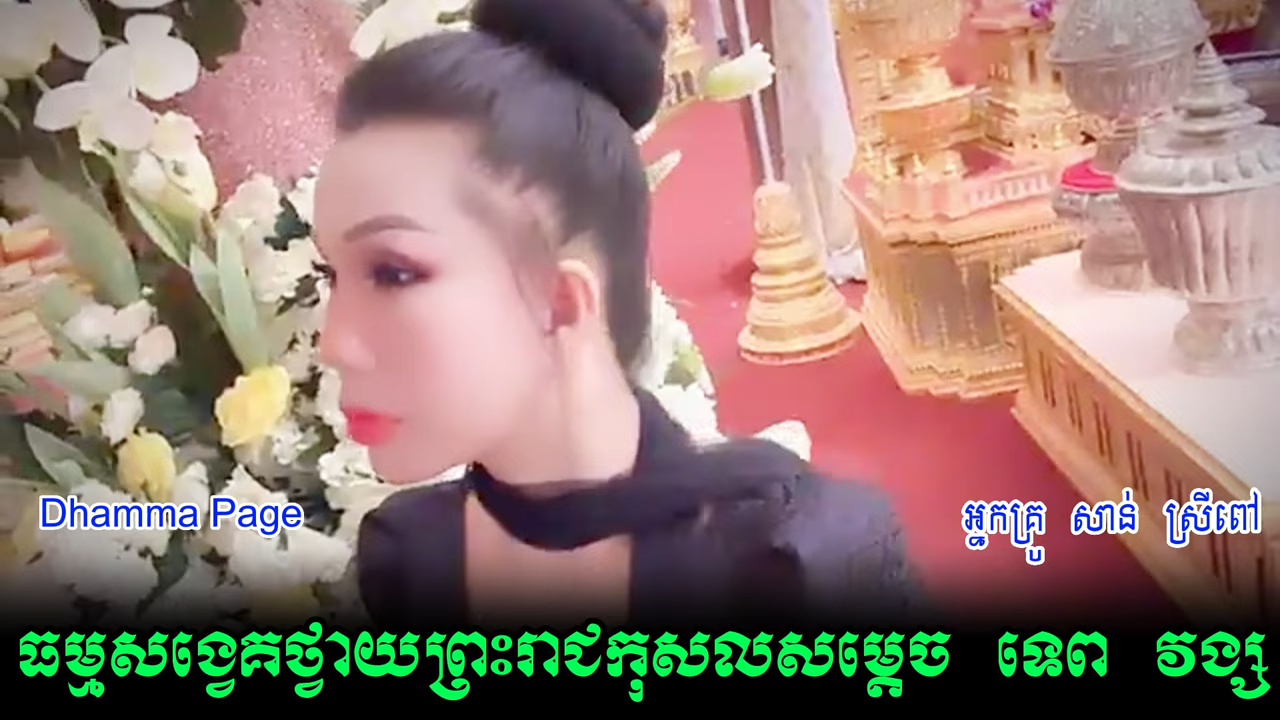 Dhamma Page
អ្នកគ្រូ សាន់ ស្រីពៅ
ធម្មសង្វេគថ្វាយព្រះរាជកុសលសម្តេច ទេព វង្ស